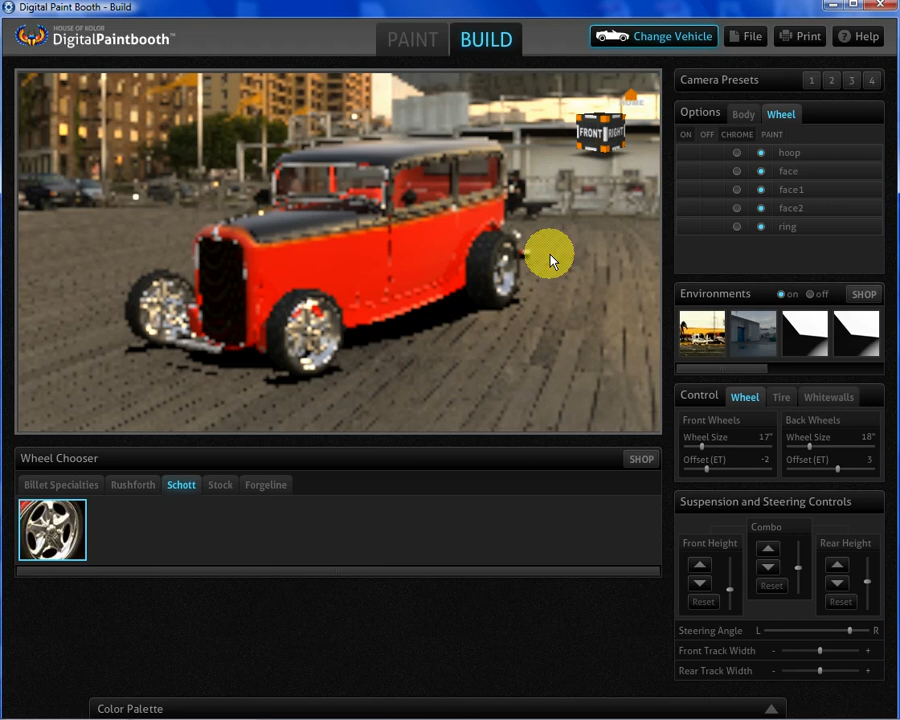 Digital Paint Booth - Build
HOUSE OF KOLOR
DigitalPaintbooth™
PAINT
BUILD
Change Vehicle
File
Print
? Help
HOME
FRONT
RIGHT
Camera Presets
1 2 3 4
Options
Body
Wheel
ON OFF CHROME PAINT
hoop
face
face1
face2
ring
Environments
on
off
SHOP
Control
Wheel
Tire
Whitewalls
Front Wheels
Back Wheels
Wheel Size 17"
Wheel Size 18"
Offset (ET) -2
Offset (ET) 3
Wheel Chooser
SHOP
Billet Specialties
Rushforth
Schott
Stock
Forgeline
Suspension and Steering Controls
Combo
Front Height
Rear Height
Reset
Reset
Reset
Steering Angle L R
Front Track Width - +
Rear Track Width - +
Color Palette